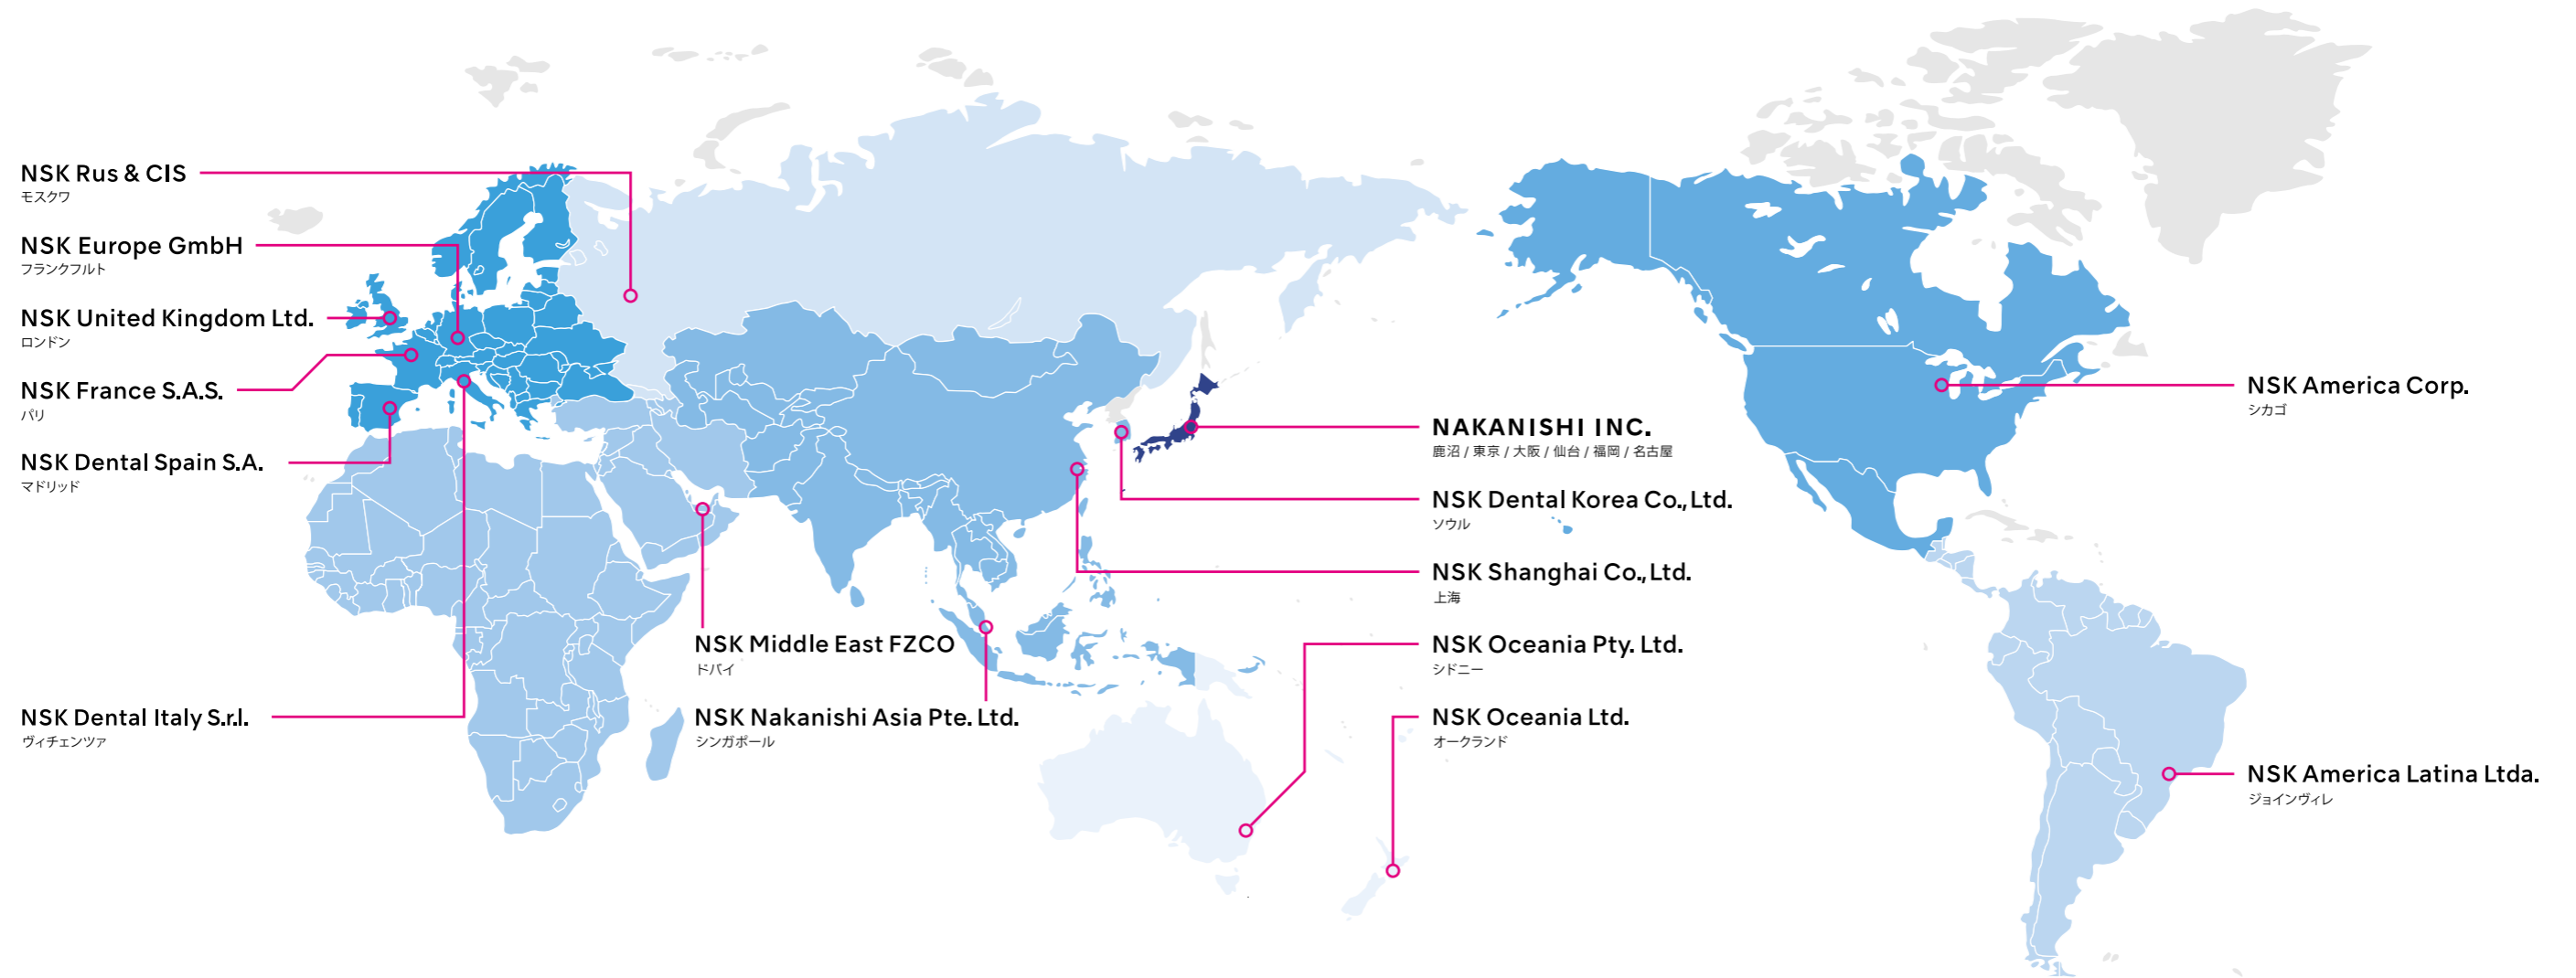 NSK Rus & CIS
モスクワ
NSK Europe GmbH
フランクフルト
NSK United Kingdom Ltd.
ロンドン
NSK France S.A.S.
パリ
NSK Dental Spain S.A.
マドリッド
NSK Dental Italy S.r.l.
ヴィチェンツァ
NSK Middle East FZCO
ドバイ
NSK Nakanishi Asia Pte. Ltd.
シンガポール
NAKANISHI INC.
鹿沼 / 東京 / 大阪 / 仙台 / 福岡 / 名古屋
NSK Dental Korea Co., Ltd.
ソウル
NSK Shanghai Co., Ltd.
上海
NSK Oceania Pty. Ltd.
シドニー
NSK Oceania Ltd.
オークランド
NSK America Corp.
シカゴ
NSK America Latina Ltda.
ジョインヴィレ